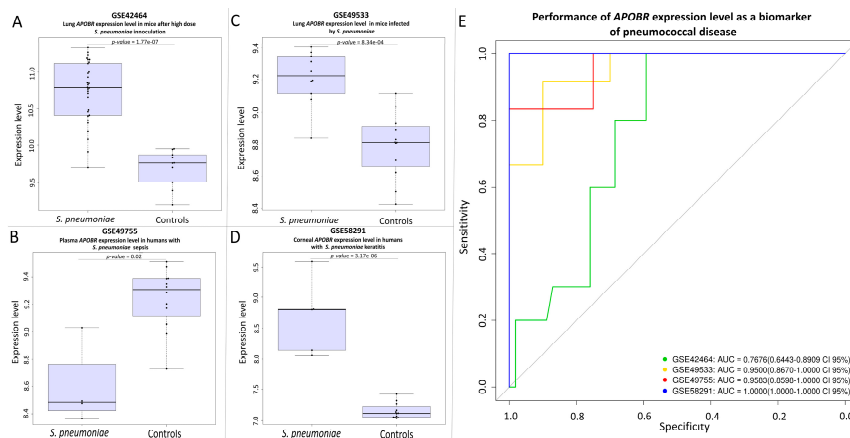 A
GSE42464
Lung APOBR expression level in mice after high dose
S. pneumoniae inoculation
p-value = 1.77e-07
Expression level
11.0
10.5
10.0
9.5
S. pneumoniae
Controls
B
GSE49755
Plasma APOBR expression level in humans with
S. pneumoniae sepsis
p-value = 0.02
Expression level
9.4
9.2
9.0
8.8
8.6
8.4
S. pneumoniae
Controls
C
GSE49533
Lung APOBR expression level in mice infected
by S. pneumoniae
p-value = 8.34e-04
Expression level
9.4
9.2
9.0
8.8
8.6
8.4
S. pneumoniae
Controls
D
GSE58291
Corneal APOBR expression level in humans
with S. pneumoniae keratitis
p value = 3.17e 06
Expression level
9.5
9.0
8.5
8.0
7.5
7.0
S. pneumoniae
Controls
E
Performance of APOBR expression level as a biomarker
of pneumococcal disease
Sensitivity
1.0
0.8
0.6
0.4
0.2
0.0
GSE42464: AUC = 0.7676(0.6443-0.8909 CI 95%)
GSE49533: AUC = 0.9500(0.8670-1.0000 CI 95%)
GSE49755: AUC = 0.9583(0.0598-1.0000 CI 95%)
GSE58291: AUC = 1.0000(1.0000-1.0000 CI 95%)
1.0 0.8 0.6 0.4 0.2 0.0
Specificity